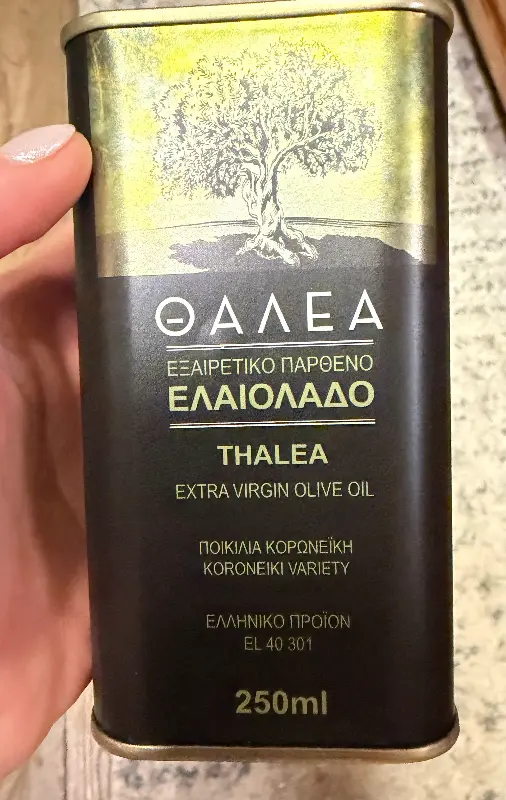 ΘΑΛΕΑ
ΕΞΑΙΡΕΤΙΚΟ ΠΑΡΘΕΝΟ
ΕΛΑΙΟΛΑΔΟ
THALEA
EXTRA VIRGIN OLIVE OIL
ΠΟΙΚΙΛΙΑ ΚΟΡΩΝΕΪΚΗ
KORONEIKI VARIETY
ΕΛΛΗΝΙΚΟ ΠΡΟΪΟΝ
EL 40 301
250ml